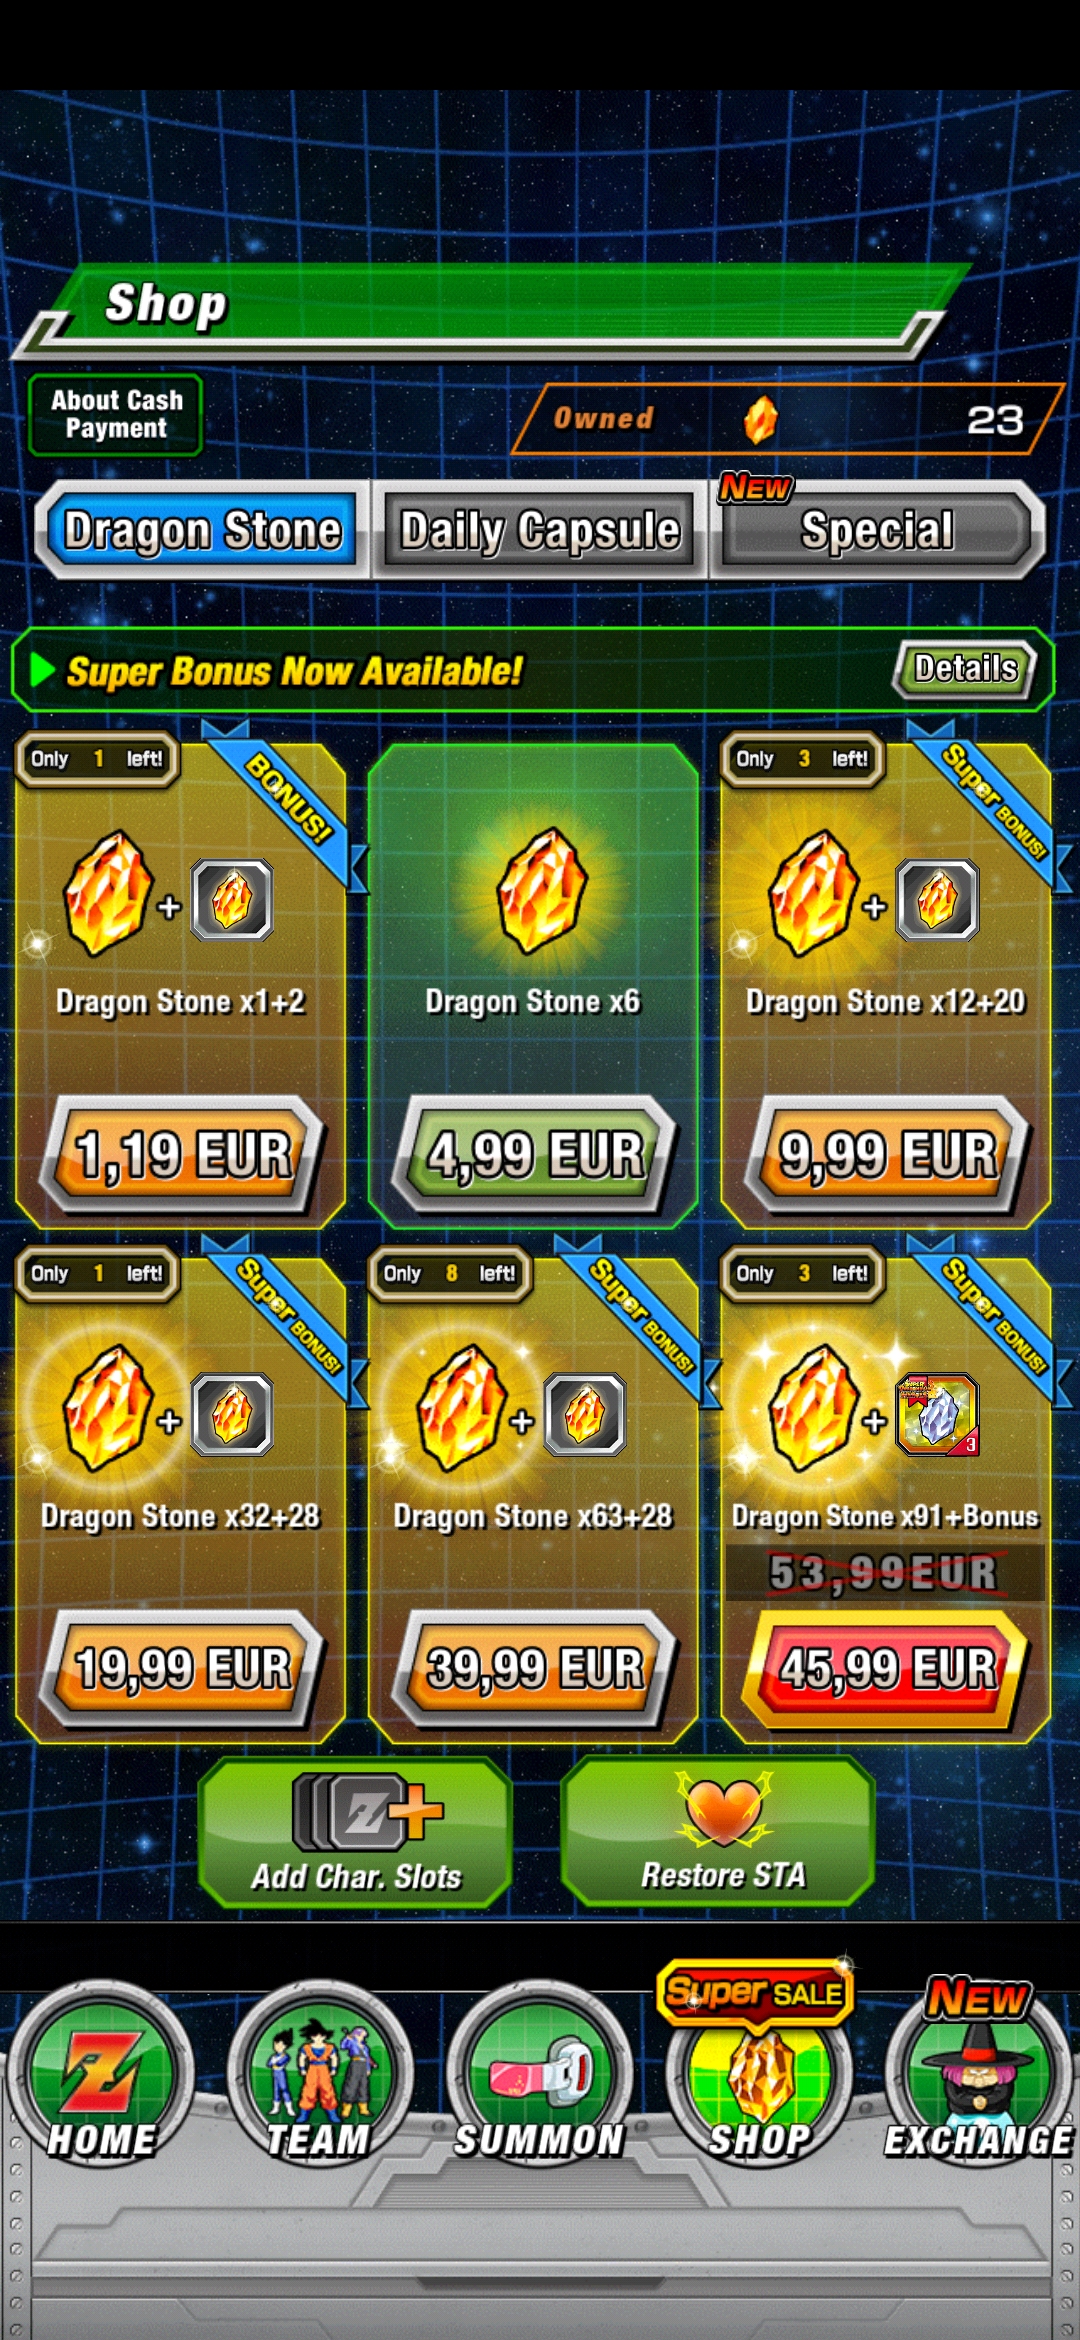 Shop
About Cash
Payment
Owned 23
Dragon Stone
Daily Capsule
NEW
Special
Super Bonus Now Available!
Details
Only 1 left!
BONUS!
Dragon Stone x1+2
1,19 EUR
Dragon Stone x6
4,99 EUR
Only 3 left!
Super BONUS!
Dragon Stone x12+20
9,99 EUR
Only 1 left!
Super BONUS!
Dragon Stone x32+28
19,99 EUR
Only 8 left!
Super BONUS!
Dragon Stone x63+28
39,99 EUR
Only 3 left!
Super BONUS!
3
Dragon Stone x91+Bonus
53,99EUR
45,99 EUR
Z
Add Char. Slots
Restore STA
Z
HOME
TEAM
SUMMON
Super SALE
SHOP
NEW
EXCHANGE